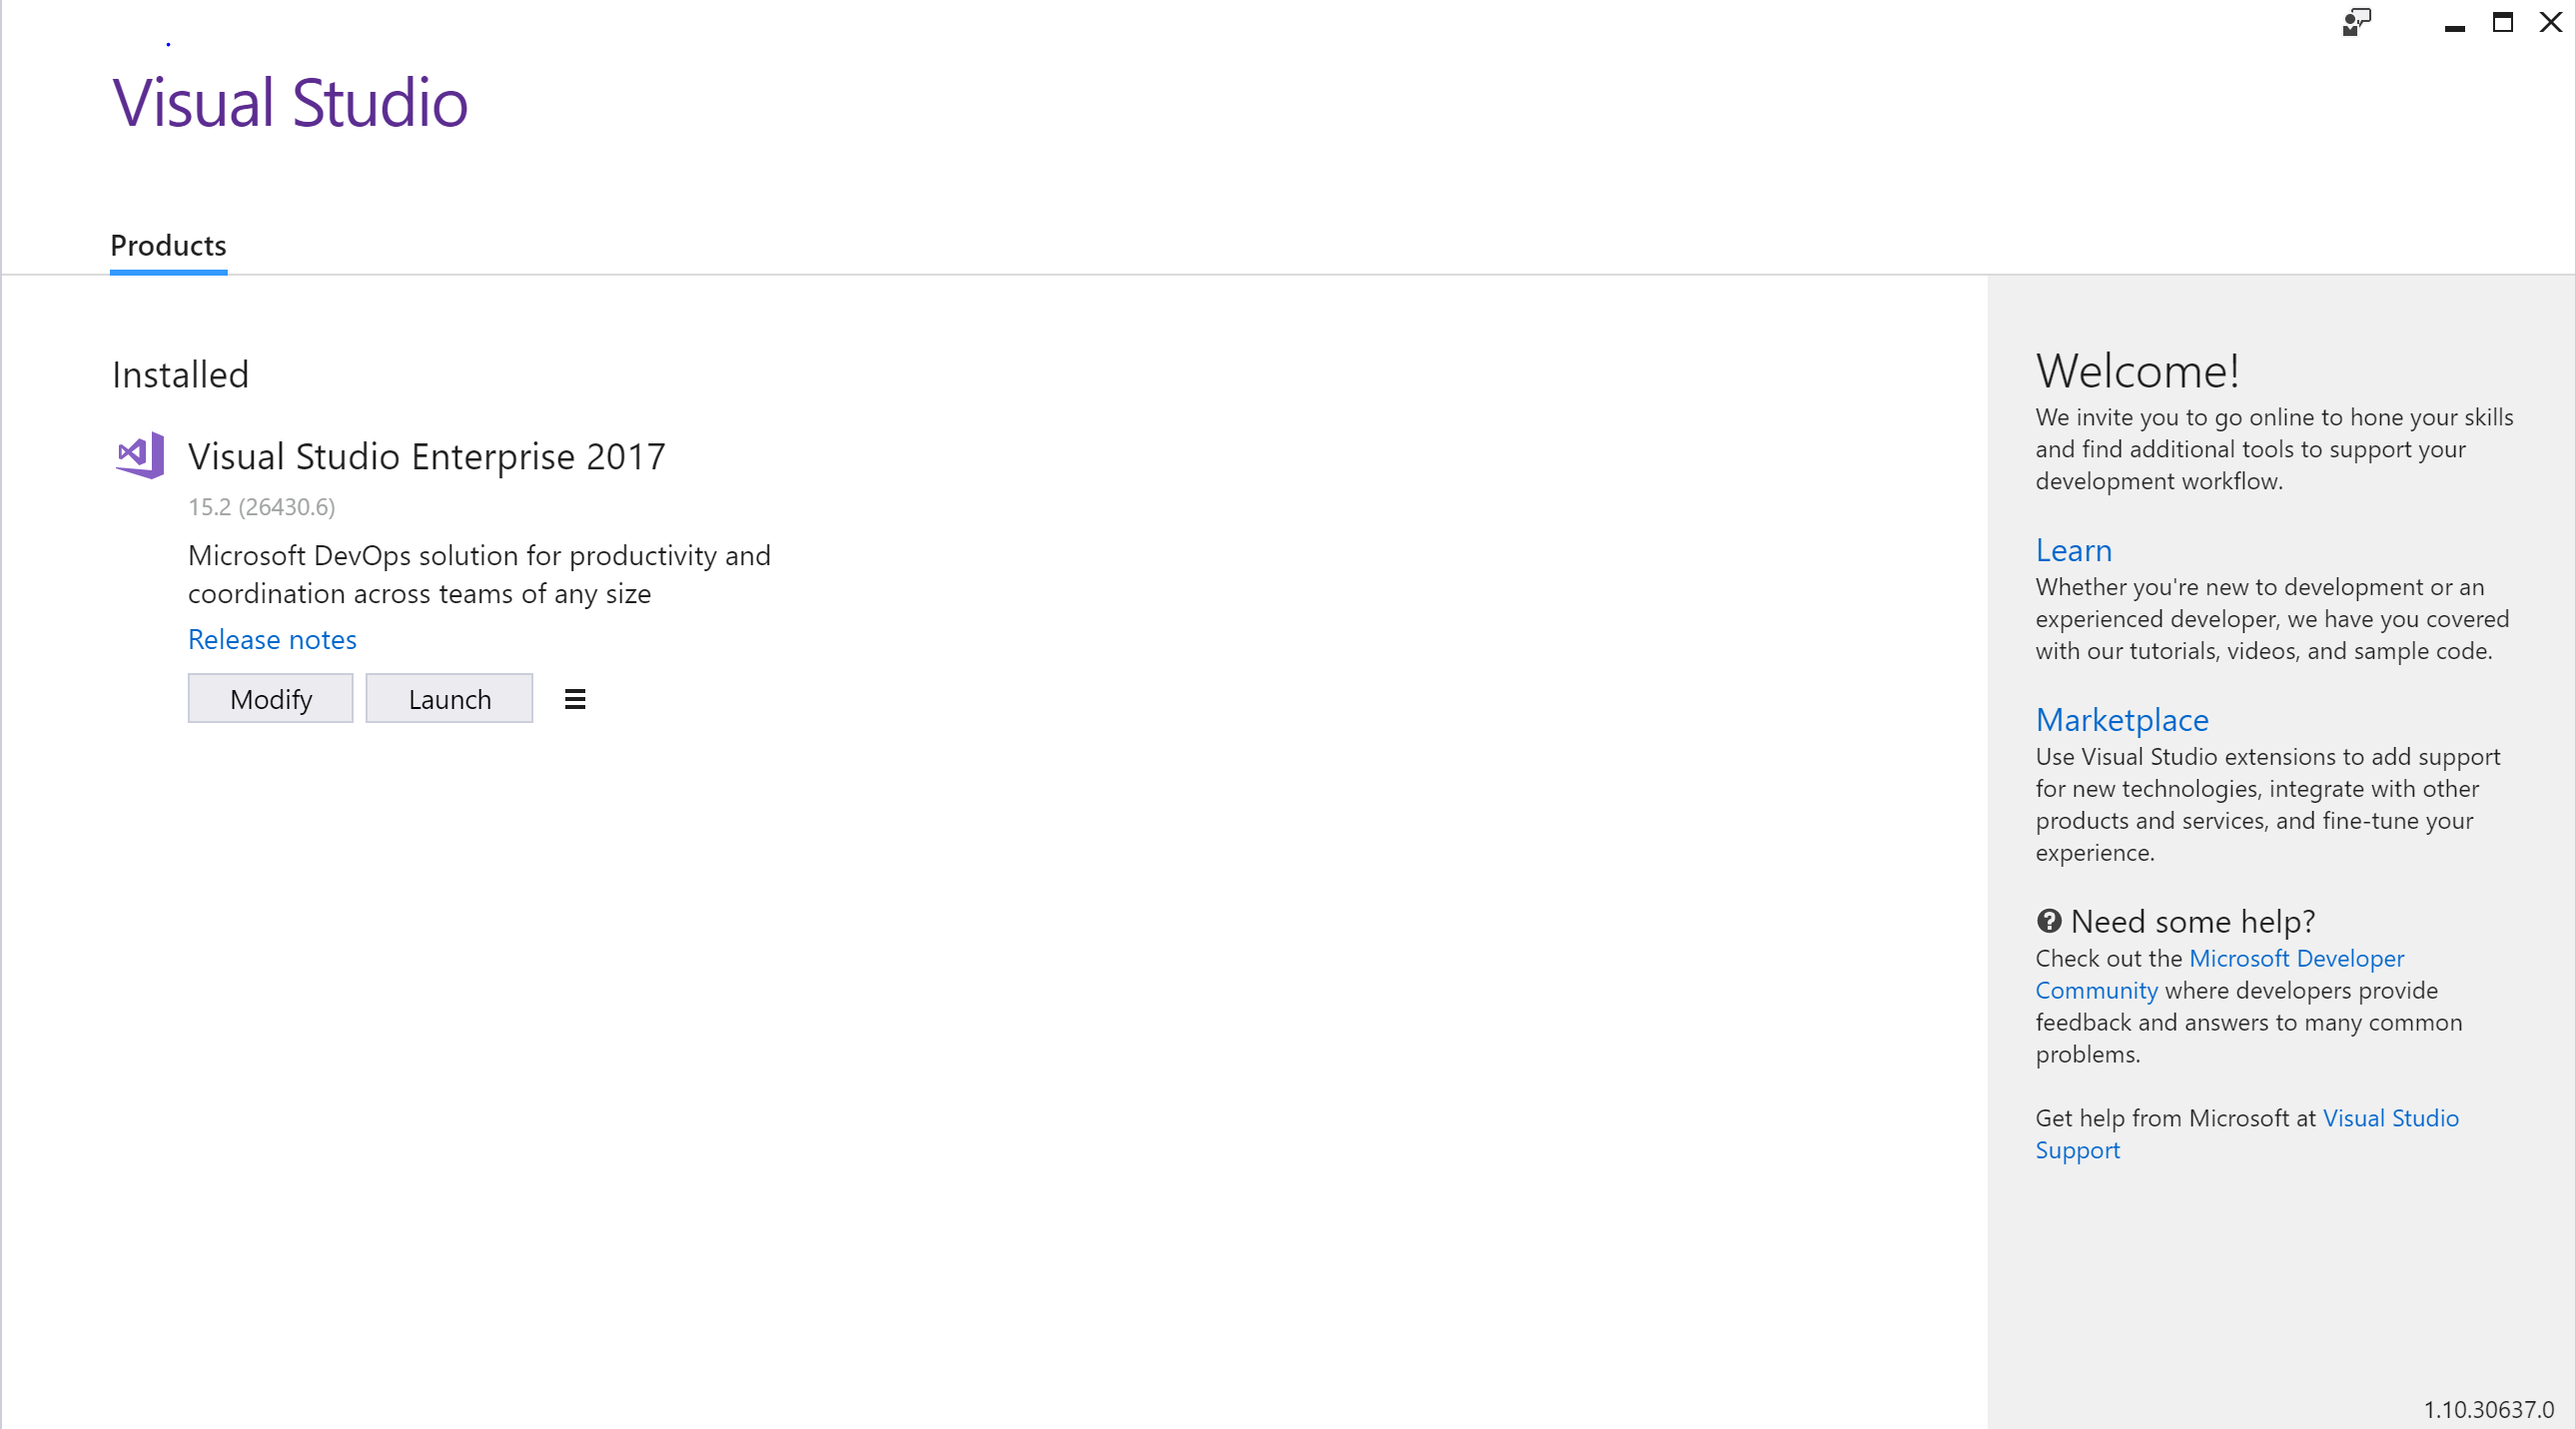 Visual Studio
Products
Installed
Visual Studio Enterprise 2017
15.2 (26430.6)
Microsoft DevOps solution for productivity and
coordination across teams of any size
Release notes
Modify
Launch
Welcome!
We invite you to go online to hone your skills
and find additional tools to support your
development workflow.
Learn
Whether you're new to development or an
experienced developer, we have you covered
with our tutorials, videos, and sample code.
Marketplace
Use Visual Studio extensions to add support
for new technologies, integrate with other
products and services, and fine-tune your
experience.
Need some help?
Check out the Microsoft Developer
Community where developers provide
feedback and answers to many common
problems.
Get help from Microsoft at Visual Studio
Support
1.10.30637.0